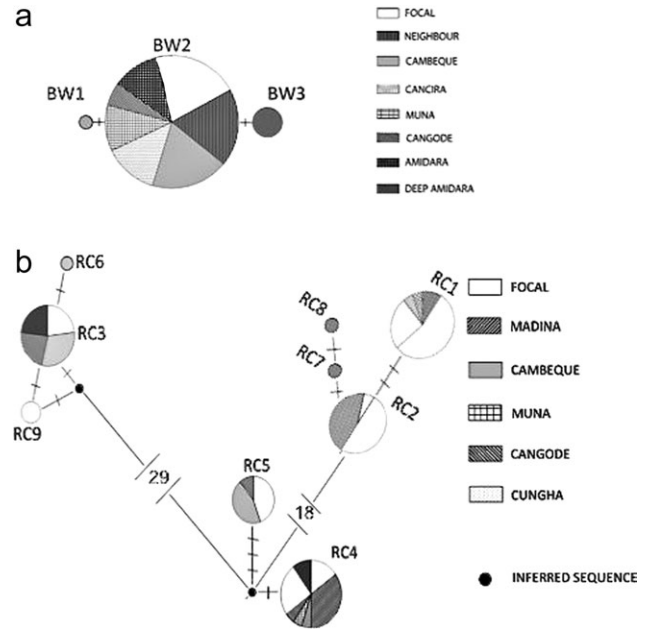 a
BW2
BW1
BW3
FOCAL
NEIGHBOUR
CAMBEQUE
CANCIRA
MUNA
CANGODE
AMIDARA
DEEP AMIDARA
b
RC6
RC3
RC9
RC8
RC7
RC1
RC2
RC5
RC4
29
18
FOCAL
MADINA
CAMBEQUE
MUNA
CANGODE
CUNGHA
INFERRED SEQUENCE